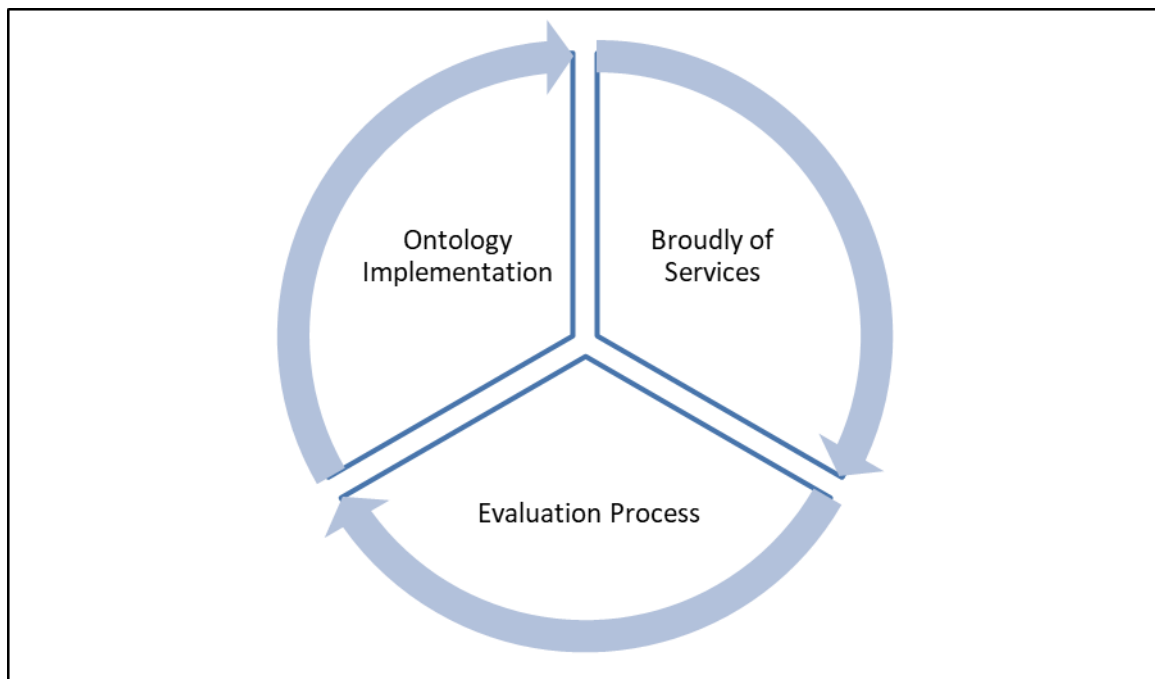 Ontology
Implementation
Broudly of
Services
Evaluation Process